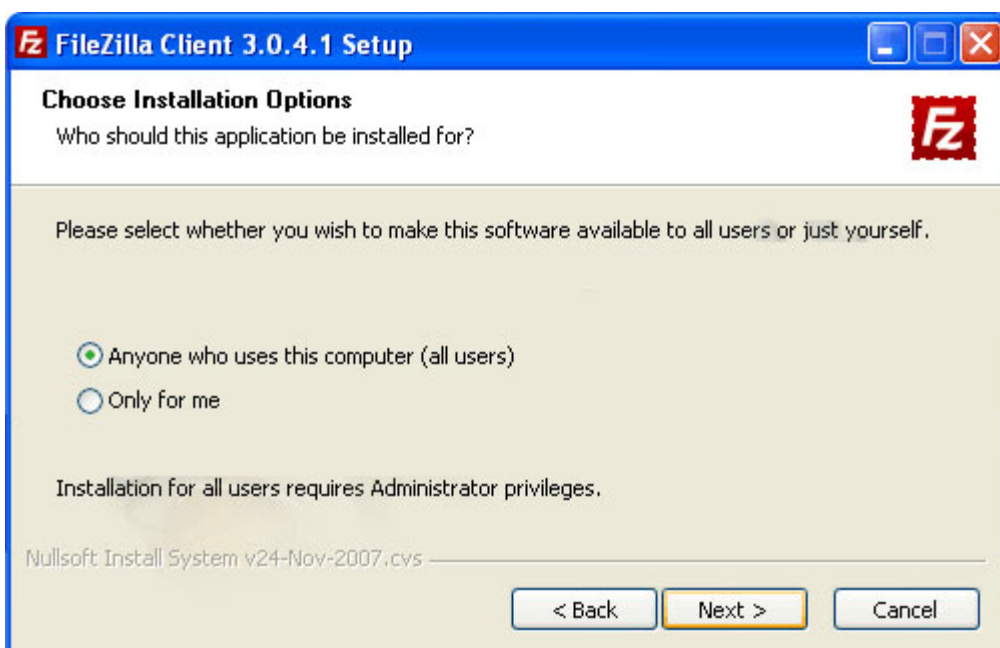 FileZilla Client 3.0.4.1 Setup
Choose Installation Options
Who should this application be installed for?
Please select whether you wish to make this software available to all users or just yourself.
Anyone who uses this computer (all users)
Only for me
Installation for all users requires Administrator privileges.
Nullsoft Install System v24-Nov-2007.cvs
< Back Next > Cancel